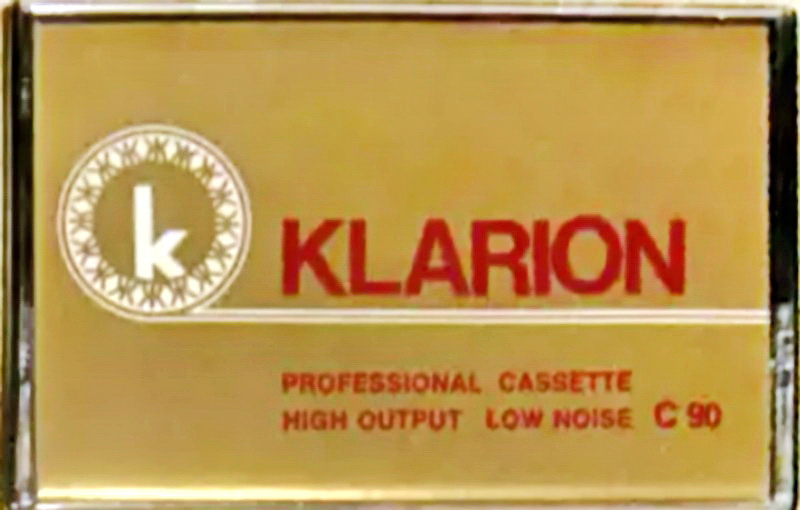 k
KLARION
PROFESSIONAL CASSETTE
HIGH OUTPUT LOW NOISE C 90